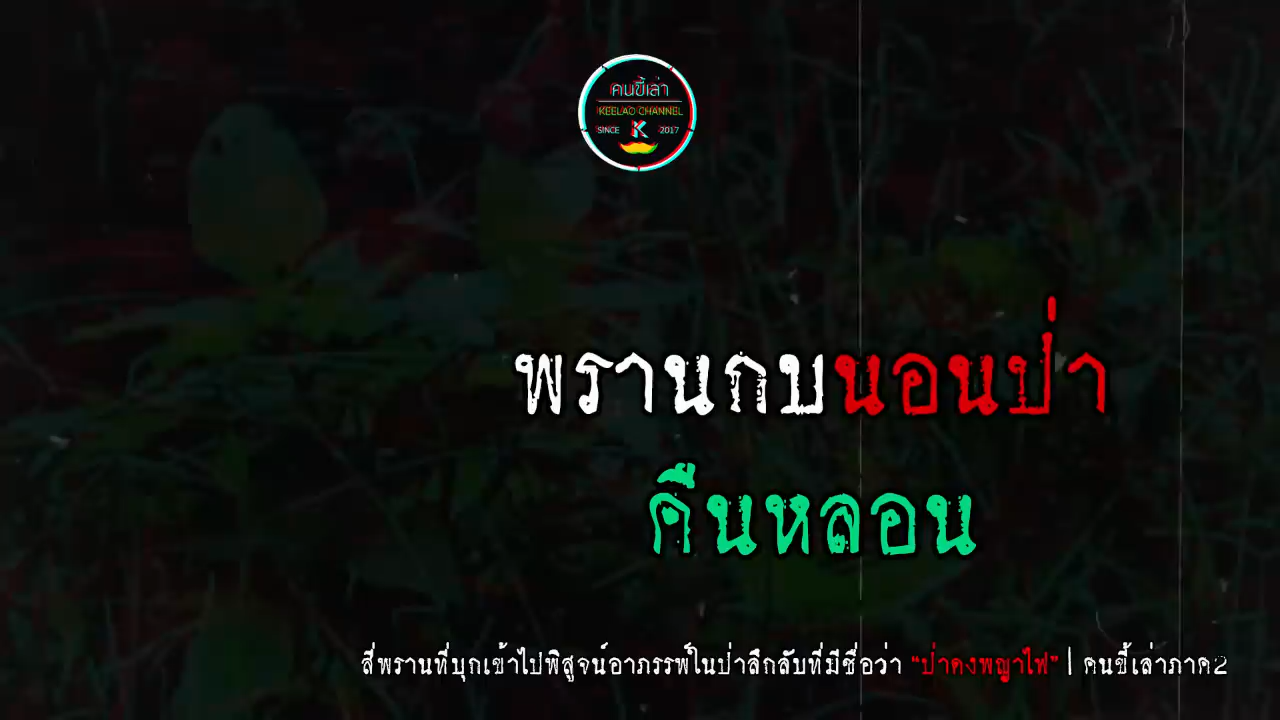 คนขี้เล่า
KEELAO CHANNEL
SINCE K 2017
พรานกบนอนป่า
คืนหลอน
สี่พรานที่บุกเข้าไปพิสูจน์อาภรรพ์ในป่าลึกลับที่มีชื่อว่า "ป่าดงพญาไฟ" | คนขี้เล่าภาค2